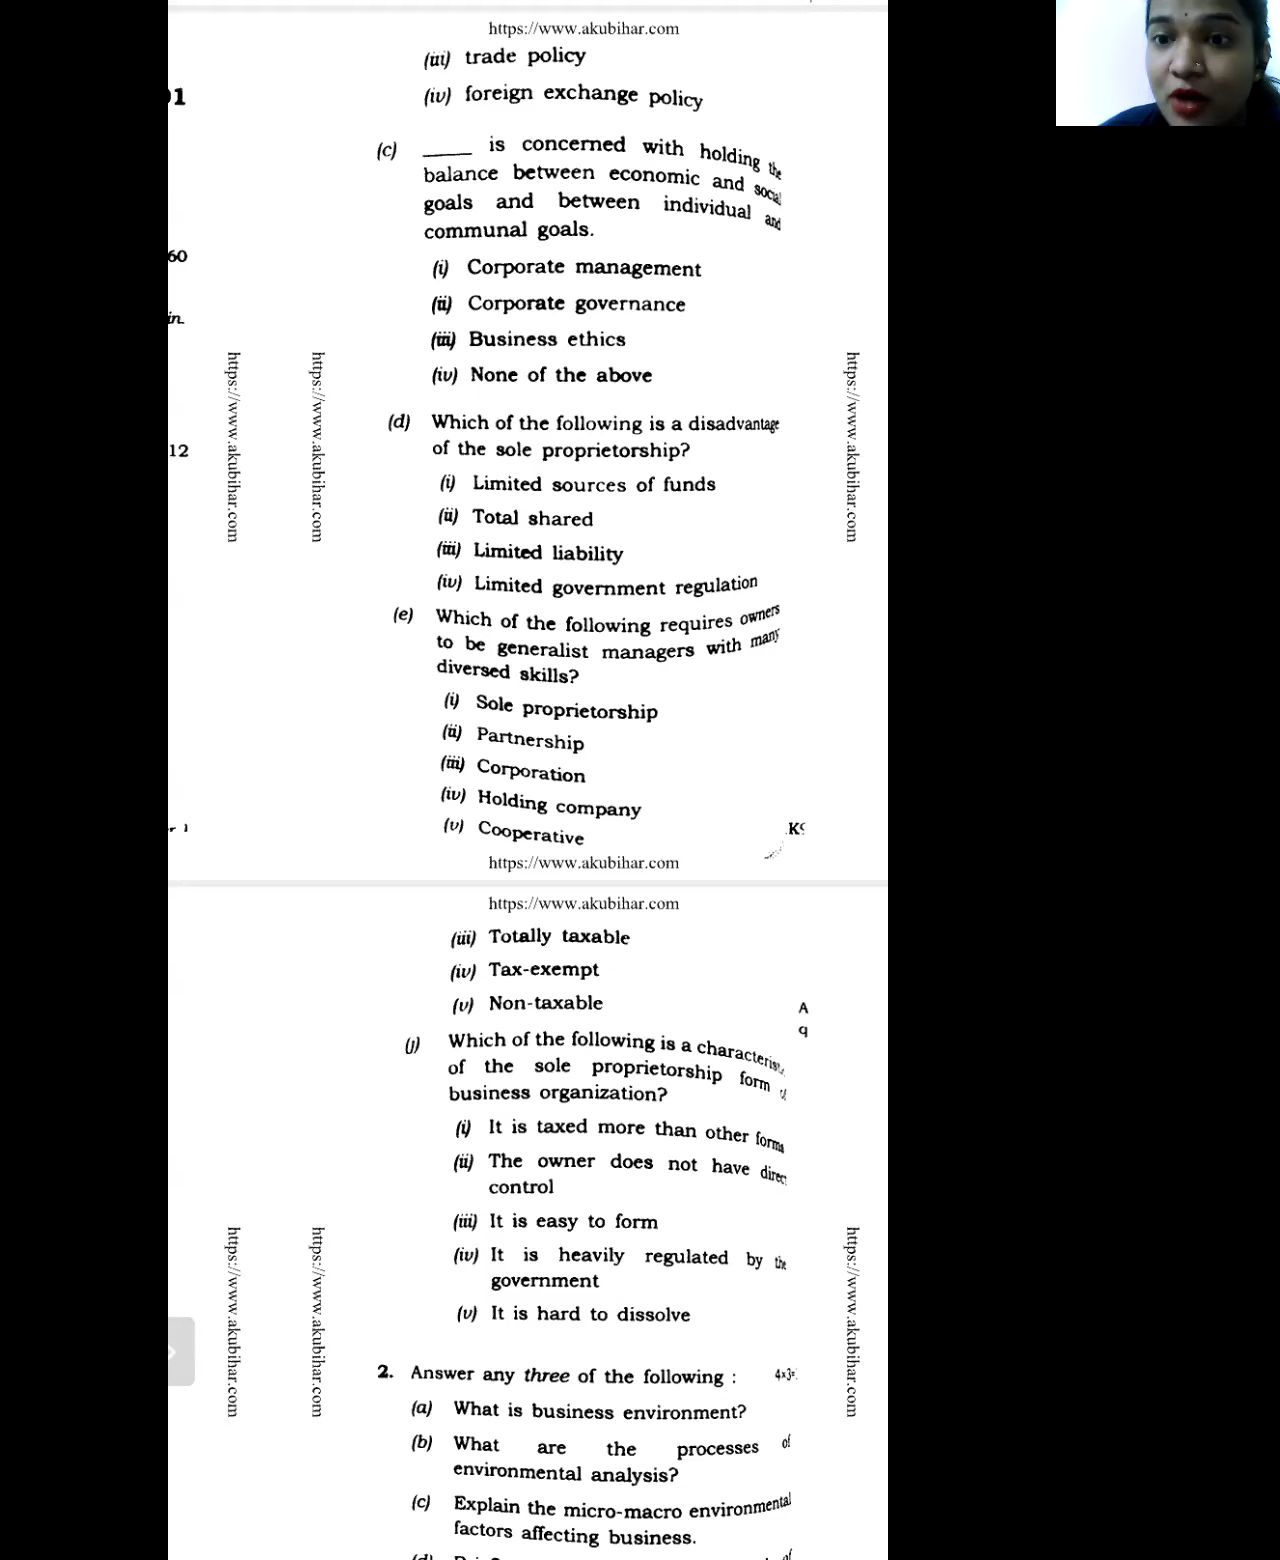 https://www.akubihar.com
(iii) trade policy
(iv) foreign exchange policy
1
(c) ____ is concerned with holding the
balance between economic and social
goals and between individual and
communal goals.
60
(i) Corporate management
(ii) Corporate governance
in
(iii) Business ethics
(iv) None of the above
https://www.akubihar.com
https://www.akubihar.com
https://www.akubihar.com
(d) Which of the following is a disadvantage
of the sole proprietorship?
12
(i) Limited sources of funds
(ii) Total shared
(iii) Limited liability
(iv) Limited government regulation
(e) Which of the following requires owners
to be generalist managers with many
diversed skills?
(i) Sole proprietorship
(ii) Partnership
(iii) Corporation
(iv) Holding company
(v) Cooperative
https://www.akubihar.com
https://www.akubihar.com
(iii) Totally taxable
(iv) Tax-exempt
(v) Non-taxable
A
q
(j) Which of the following is a
of the sole proprietorship form
business organization?
(i) It is taxed more than other forms
(ii) The owner does not have
control
(iii) It is easy to form
(iv) It is heavily regulated by the
government
(v) It is hard to dissolve
https://www.akubihar.com
https://www.akubihar.com
https://www.akubihar.com
2. Answer any three of the following : 4×3=
(a) What is business environment?
(b) What are the processes of
environmental analysis?
(c) Explain the micro-macro environmental
factors affecting business.